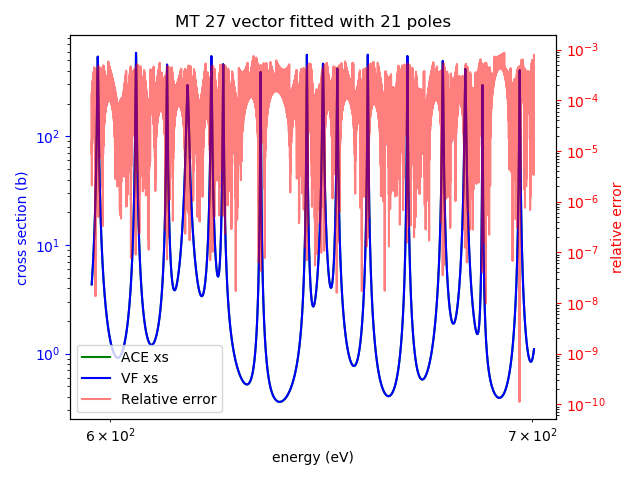 MT 27 vector fitted with 21 poles
cross section (b)
10²
10¹
10⁰
10⁻³
10⁻⁴
10⁻⁵
10⁻⁶
10⁻⁷
10⁻⁸
10⁻⁹
10⁻¹⁰
relative error
ACE xs
VF xs
Relative error
6 × 10²
7 × 10²
energy (eV)